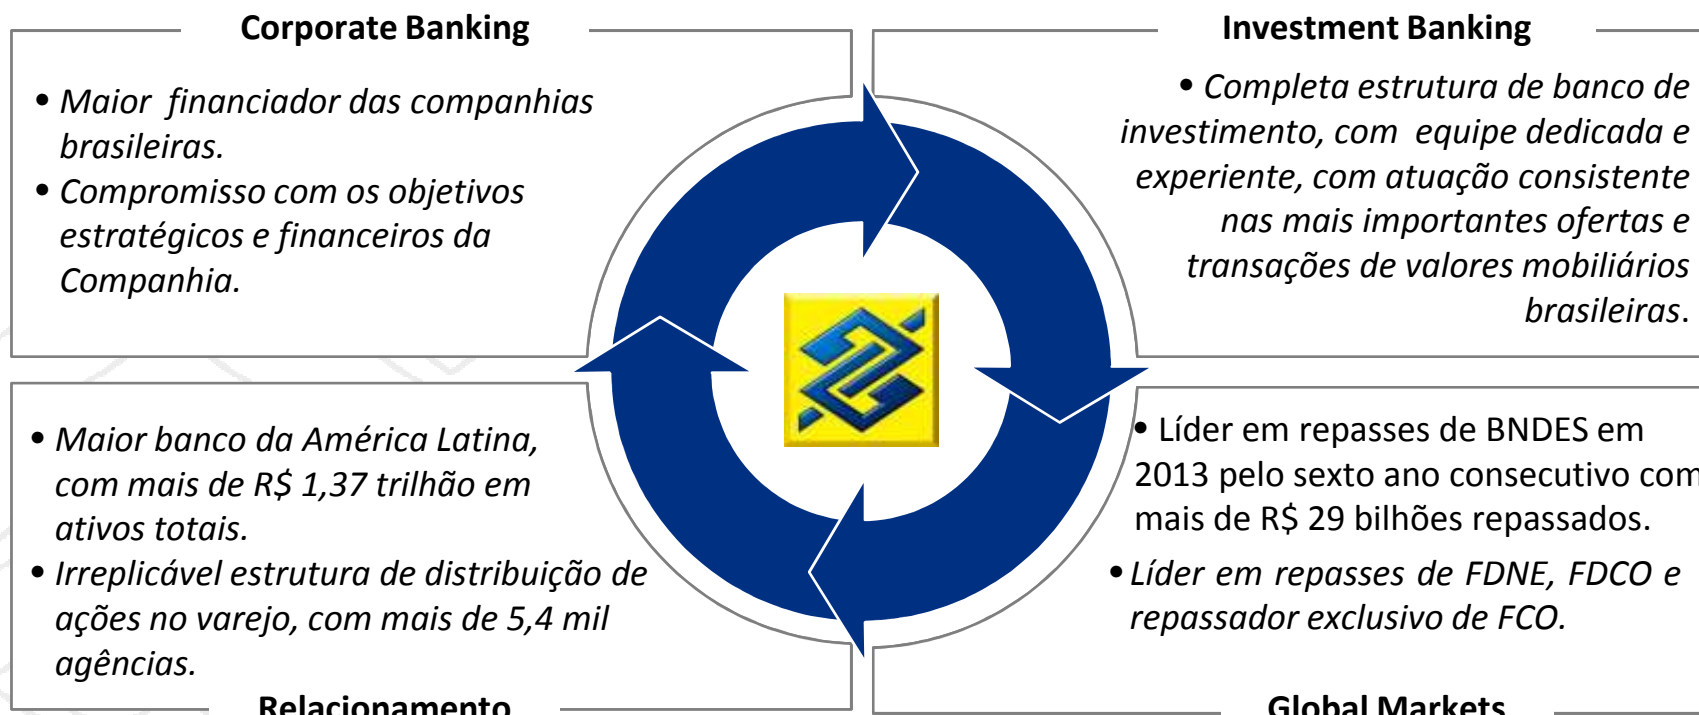 Corporate Banking
• Maior financiador das companhias
brasileiras.
• Compromisso com os objetivos
estratégicos e financeiros da
Companhia.
Investment Banking
• Completa estrutura de banco de
investimento, com equipe dedicada e
experiente, com atuação consistente
nas mais importantes ofertas e
transações de valores mobiliários
brasileiras.
• Maior banco da América Latina,
com mais de R$ 1,37 trilhão em
ativos totais.
• Irreplicável estrutura de distribuição de
ações no varejo, com mais de 5,4 mil
agências.
Relacionamento
• Líder em repasses de BNDES em
2013 pelo sexto ano consecutivo com
mais de R$ 29 bilhões repassados.
• Líder em repasses de FDNE, FDCO e
repassador exclusivo de FCO.
Global Markets